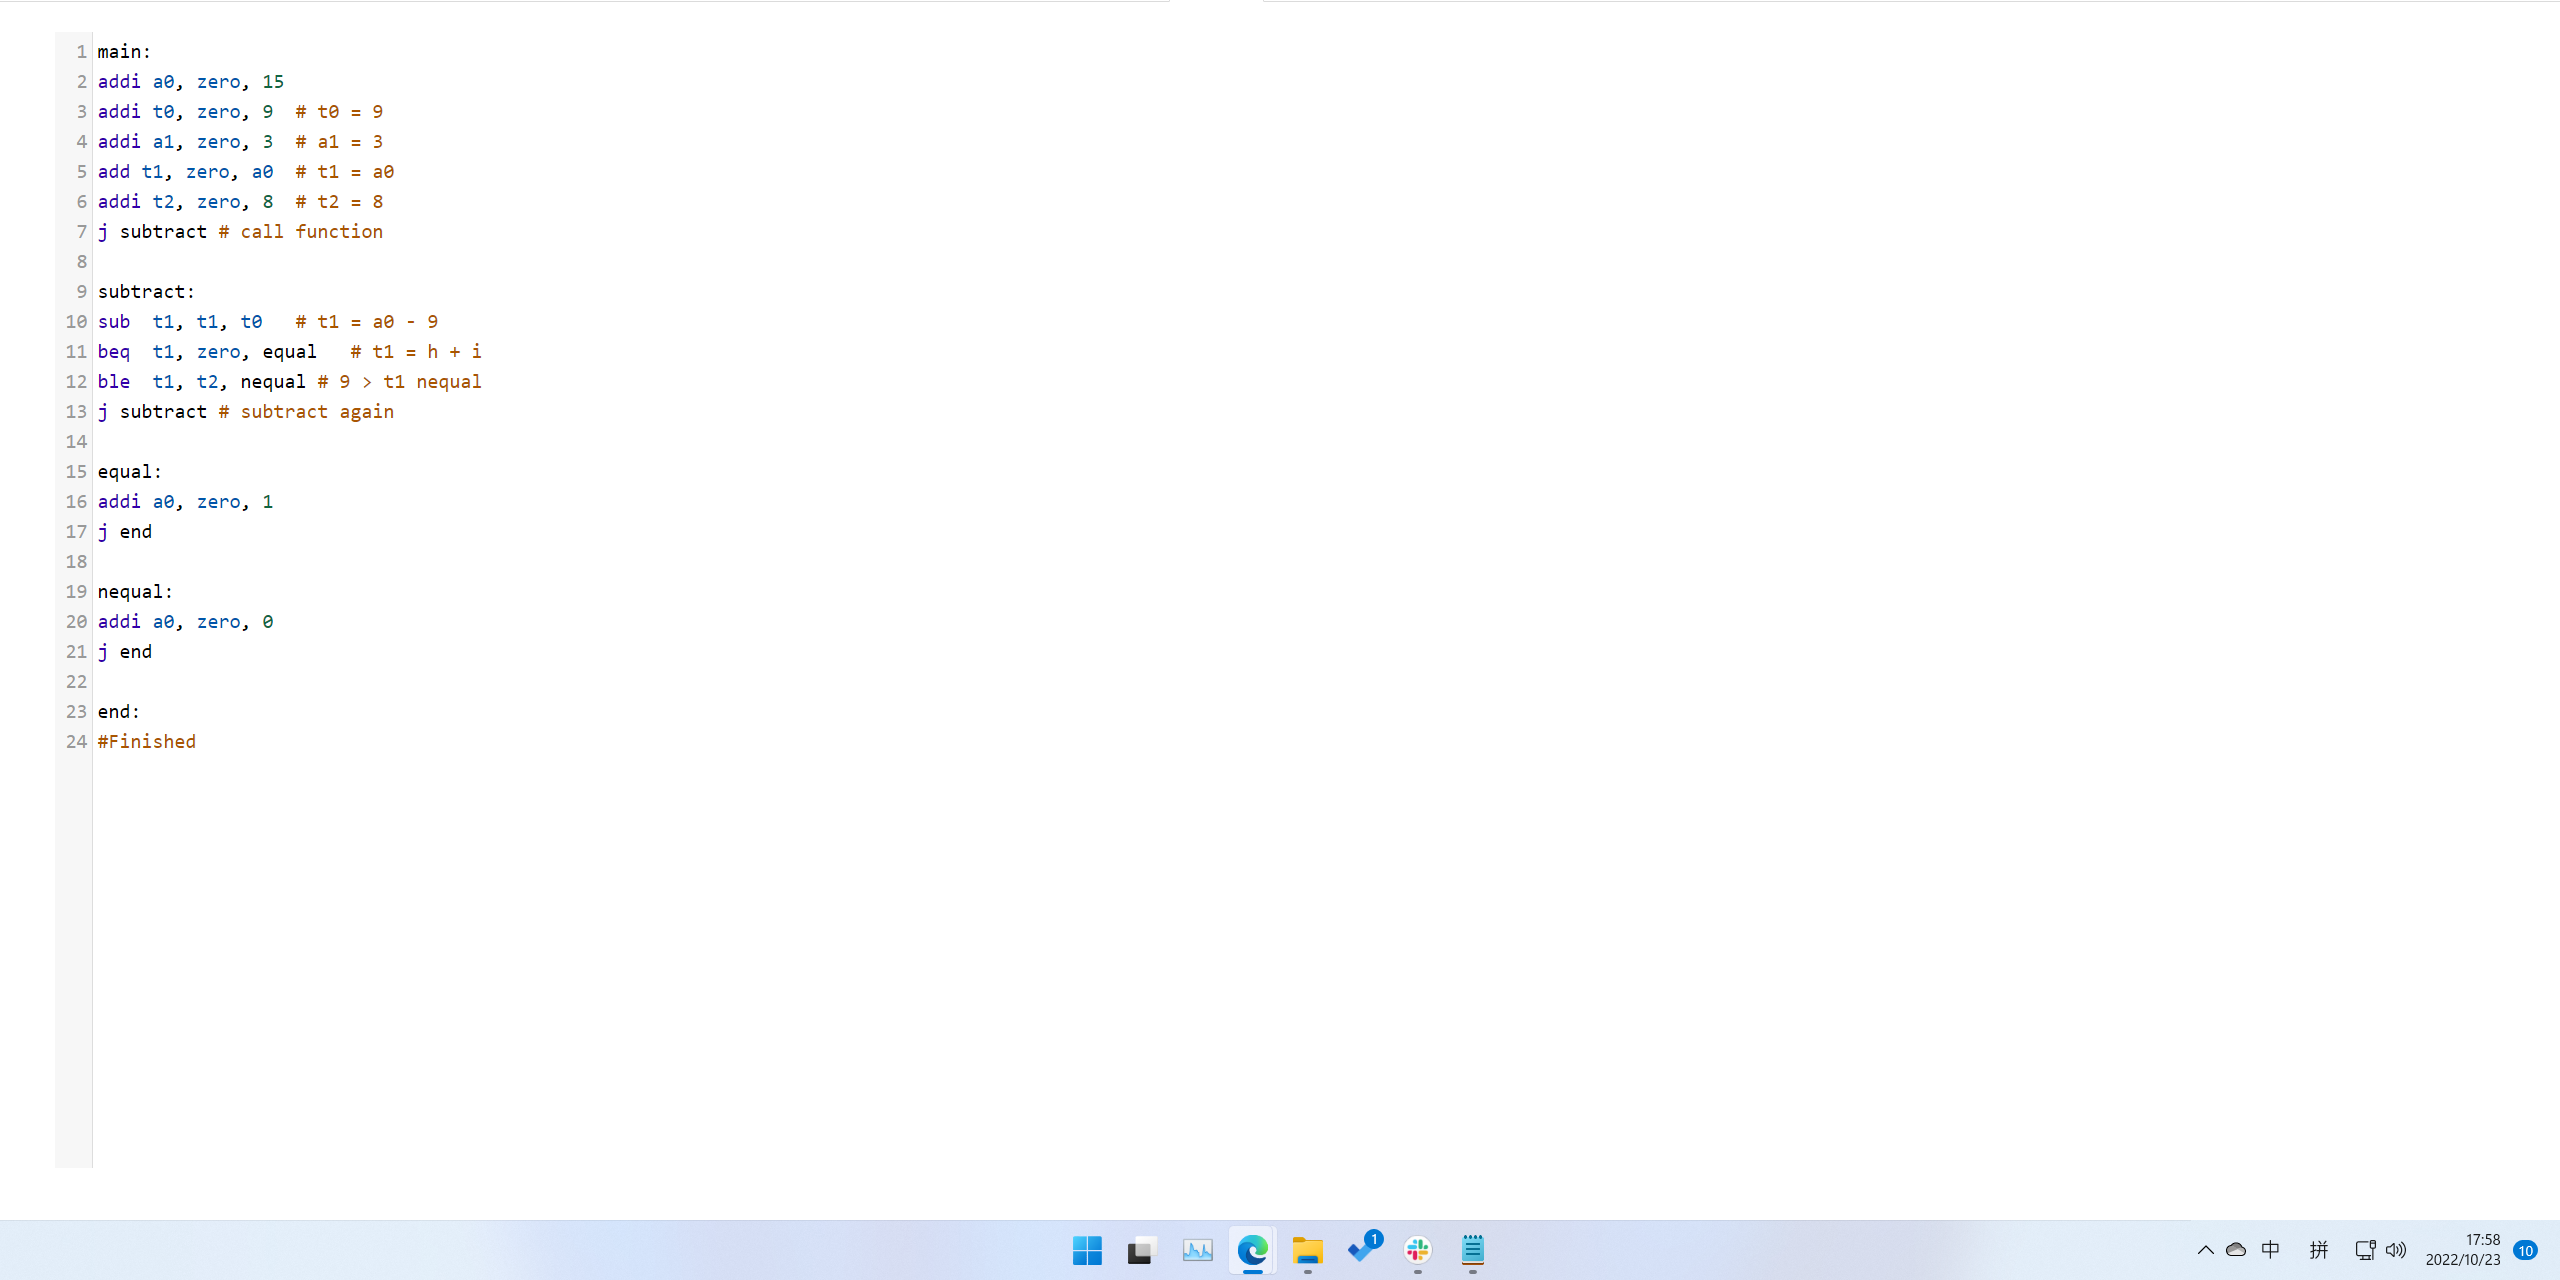 1 main:
2 addi a0, zero, 15
3 addi t0, zero, 9  # t0 = 9
4 addi a1, zero, 3  # a1 = 3
5 add t1, zero, a0  # t1 = a0
6 addi t2, zero, 8  # t2 = 8
7 j subtract # call function
8
9 subtract:
10 sub  t1, t1, t0   # t1 = a0 - 9
11 beq  t1, zero, equal   # t1 = h + i
12 ble  t1, t2, nequal # 9 > t1 nequal
13 j subtract # subtract again
14
15 equal:
16 addi a0, zero, 1
17 j end
18
19 nequal:
20 addi a0, zero, 0
21 j end
22
23 end:
24 #Finished
1
中 拼 17:58
2022/10/23
10